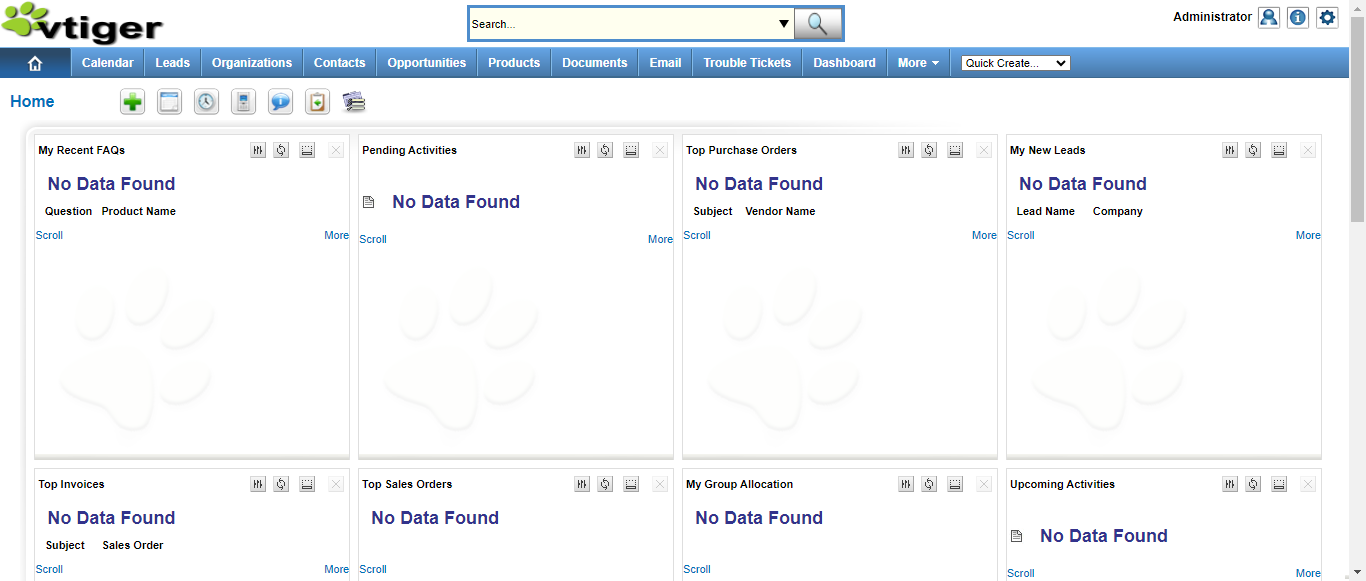 vtiger
Search...
Administrator
Calendar Leads Organizations Contacts Opportunities Products Documents Email Trouble Tickets Dashboard More Quick Create...
Home
My Recent FAQs
No Data Found
Question Product Name
Scroll More
Pending Activities
No Data Found
Scroll More
Top Purchase Orders
No Data Found
Subject Vendor Name
Scroll More
My New Leads
No Data Found
Lead Name Company
Scroll More
Top Invoices
No Data Found
Subject Sales Order
Scroll More
Top Sales Orders
No Data Found
Scroll
My Group Allocation
No Data Found
Scroll
Upcoming Activities
No Data Found
Scroll More